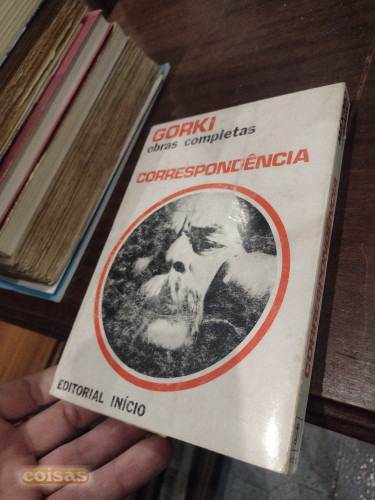 GORKI
obras completas
CORRESPONDÊNCIA
EDITORIAL INÍCIO
coisas